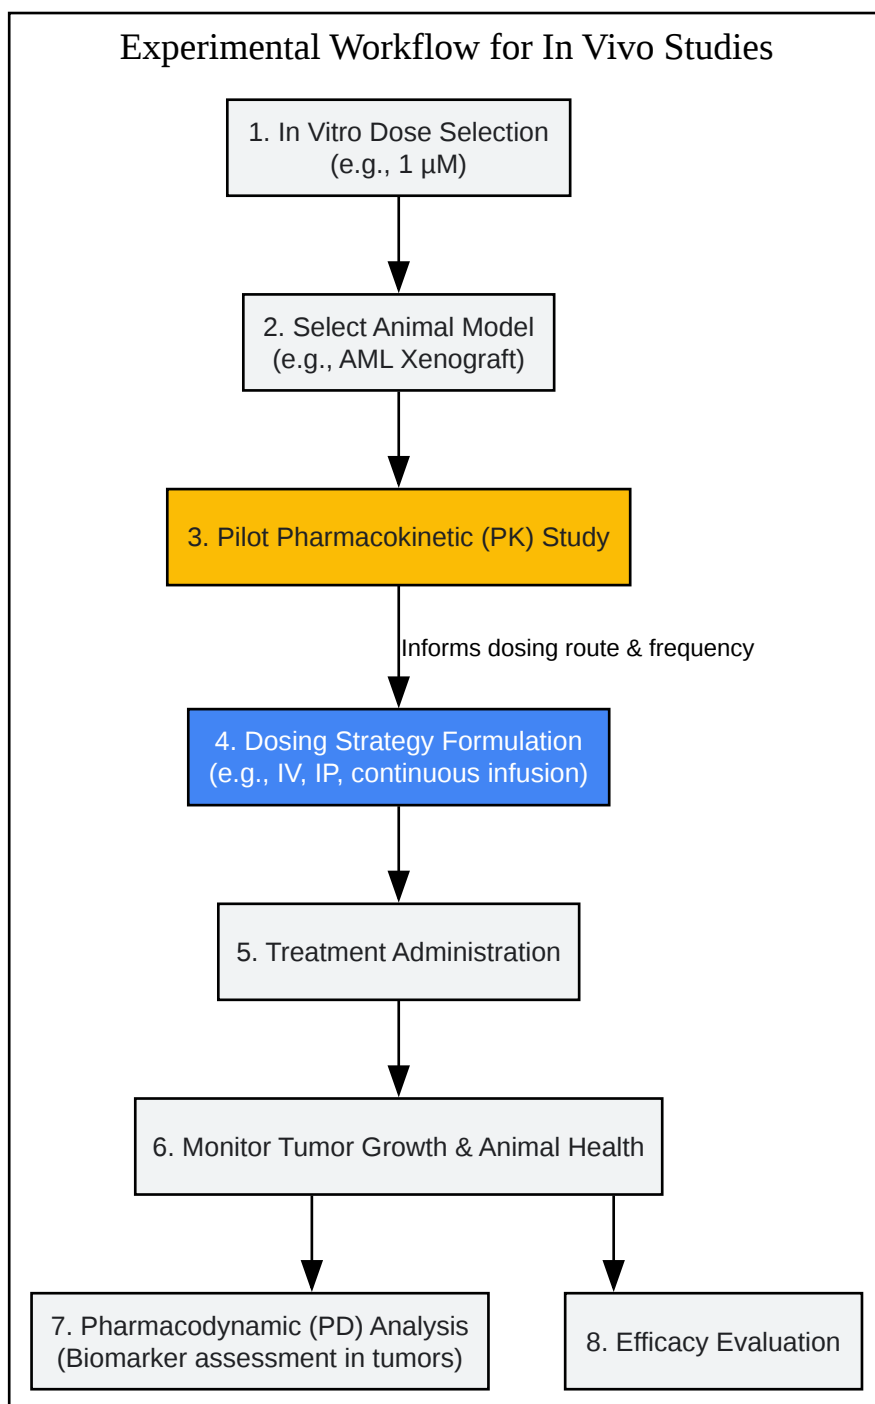 Experimental Workflow for In Vivo Studies
1. In Vitro Dose Selection
(e.g., 1 µM)
2. Select Animal Model
(e.g., AML Xenograft)
3. Pilot Pharmacokinetic (PK) Study
Informs dosing route & frequency
4. Dosing Strategy Formulation
(e.g., IV, IP, continuous infusion)
5. Treatment Administration
6. Monitor Tumor Growth & Animal Health
7. Pharmacodynamic (PD) Analysis
(Biomarker assessment in tumors)
8. Efficacy Evaluation